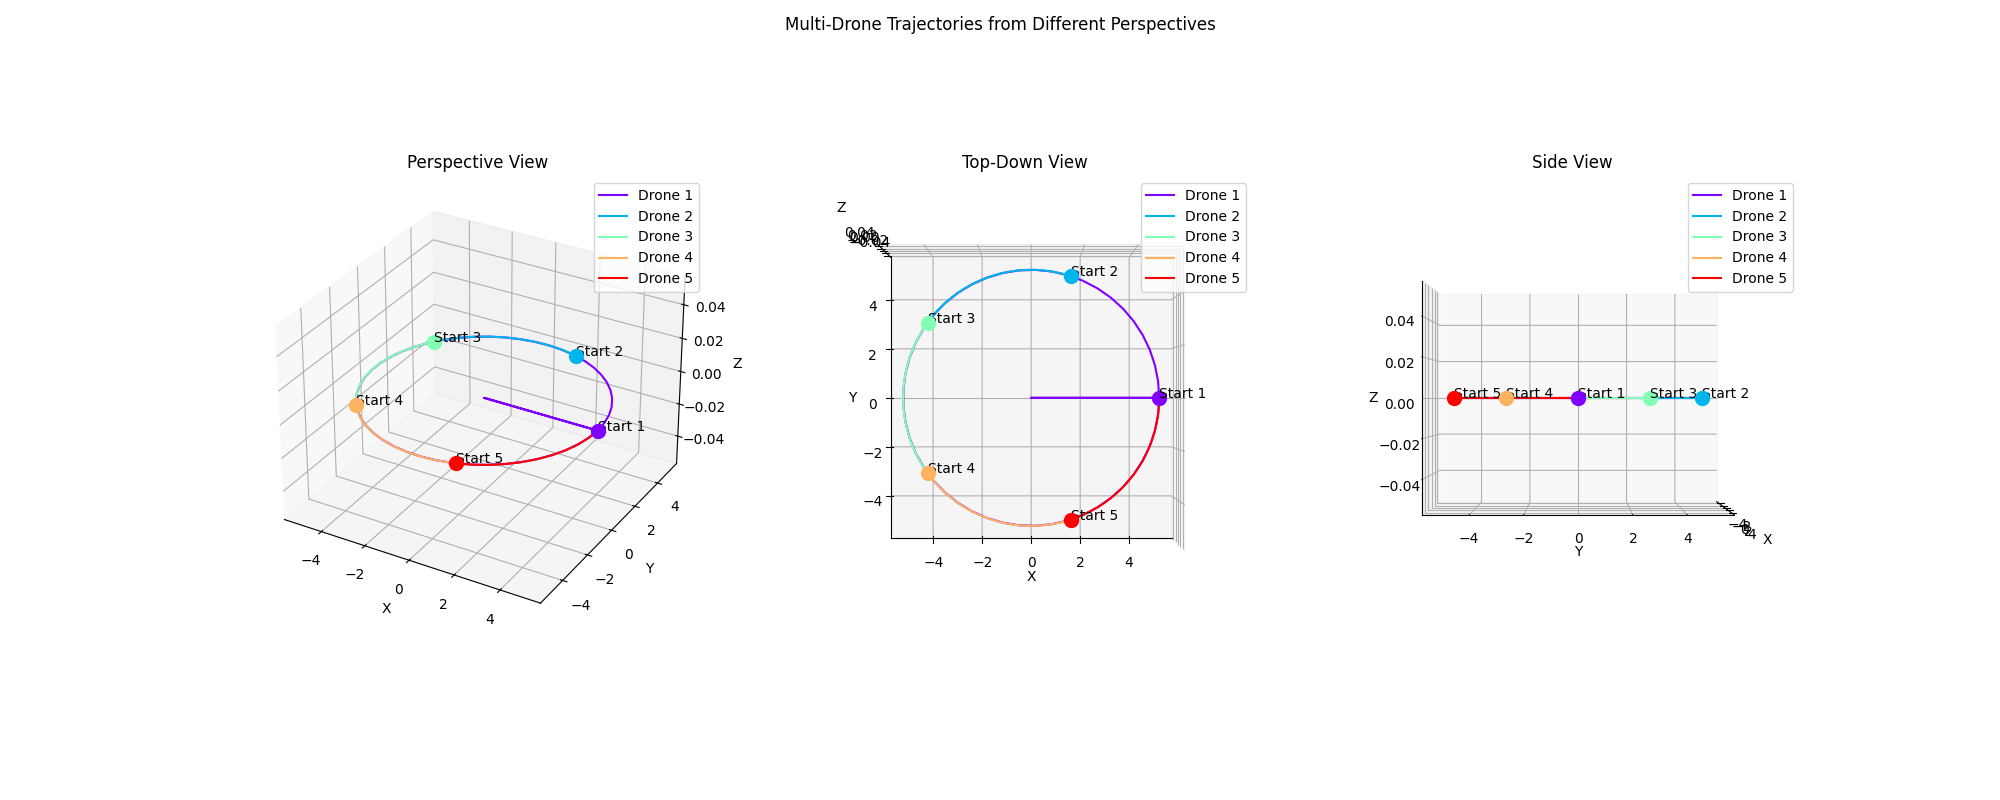 Multi-Drone Trajectories from Different Perspectives
Perspective View
Drone 1
Drone 2
Drone 3
Drone 4
Drone 5
0.04
0.02
0.00
−0.02
−0.04
Z
Start 3
Start 2
Start 4
Start 1
Start 5
−4
−2
0
2
4
X
−4
−2
0
2
4
Y
Top-Down View
Drone 1
Drone 2
Drone 3
Drone 4
Drone 5
Z
0.04
−0.04
Start 2
Start 3
Start 1
Start 4
Start 5
4
2
Y
0
−2
−4
−4
−2
0
2
4
X
Side View
Drone 1
Drone 2
Drone 3
Drone 4
Drone 5
0.04
0.02
Z
0.00
−0.02
−0.04
Start 5
Start 4
Start 1
Start 3
Start 2
−4
−2
0
2
4
Y
−4
X